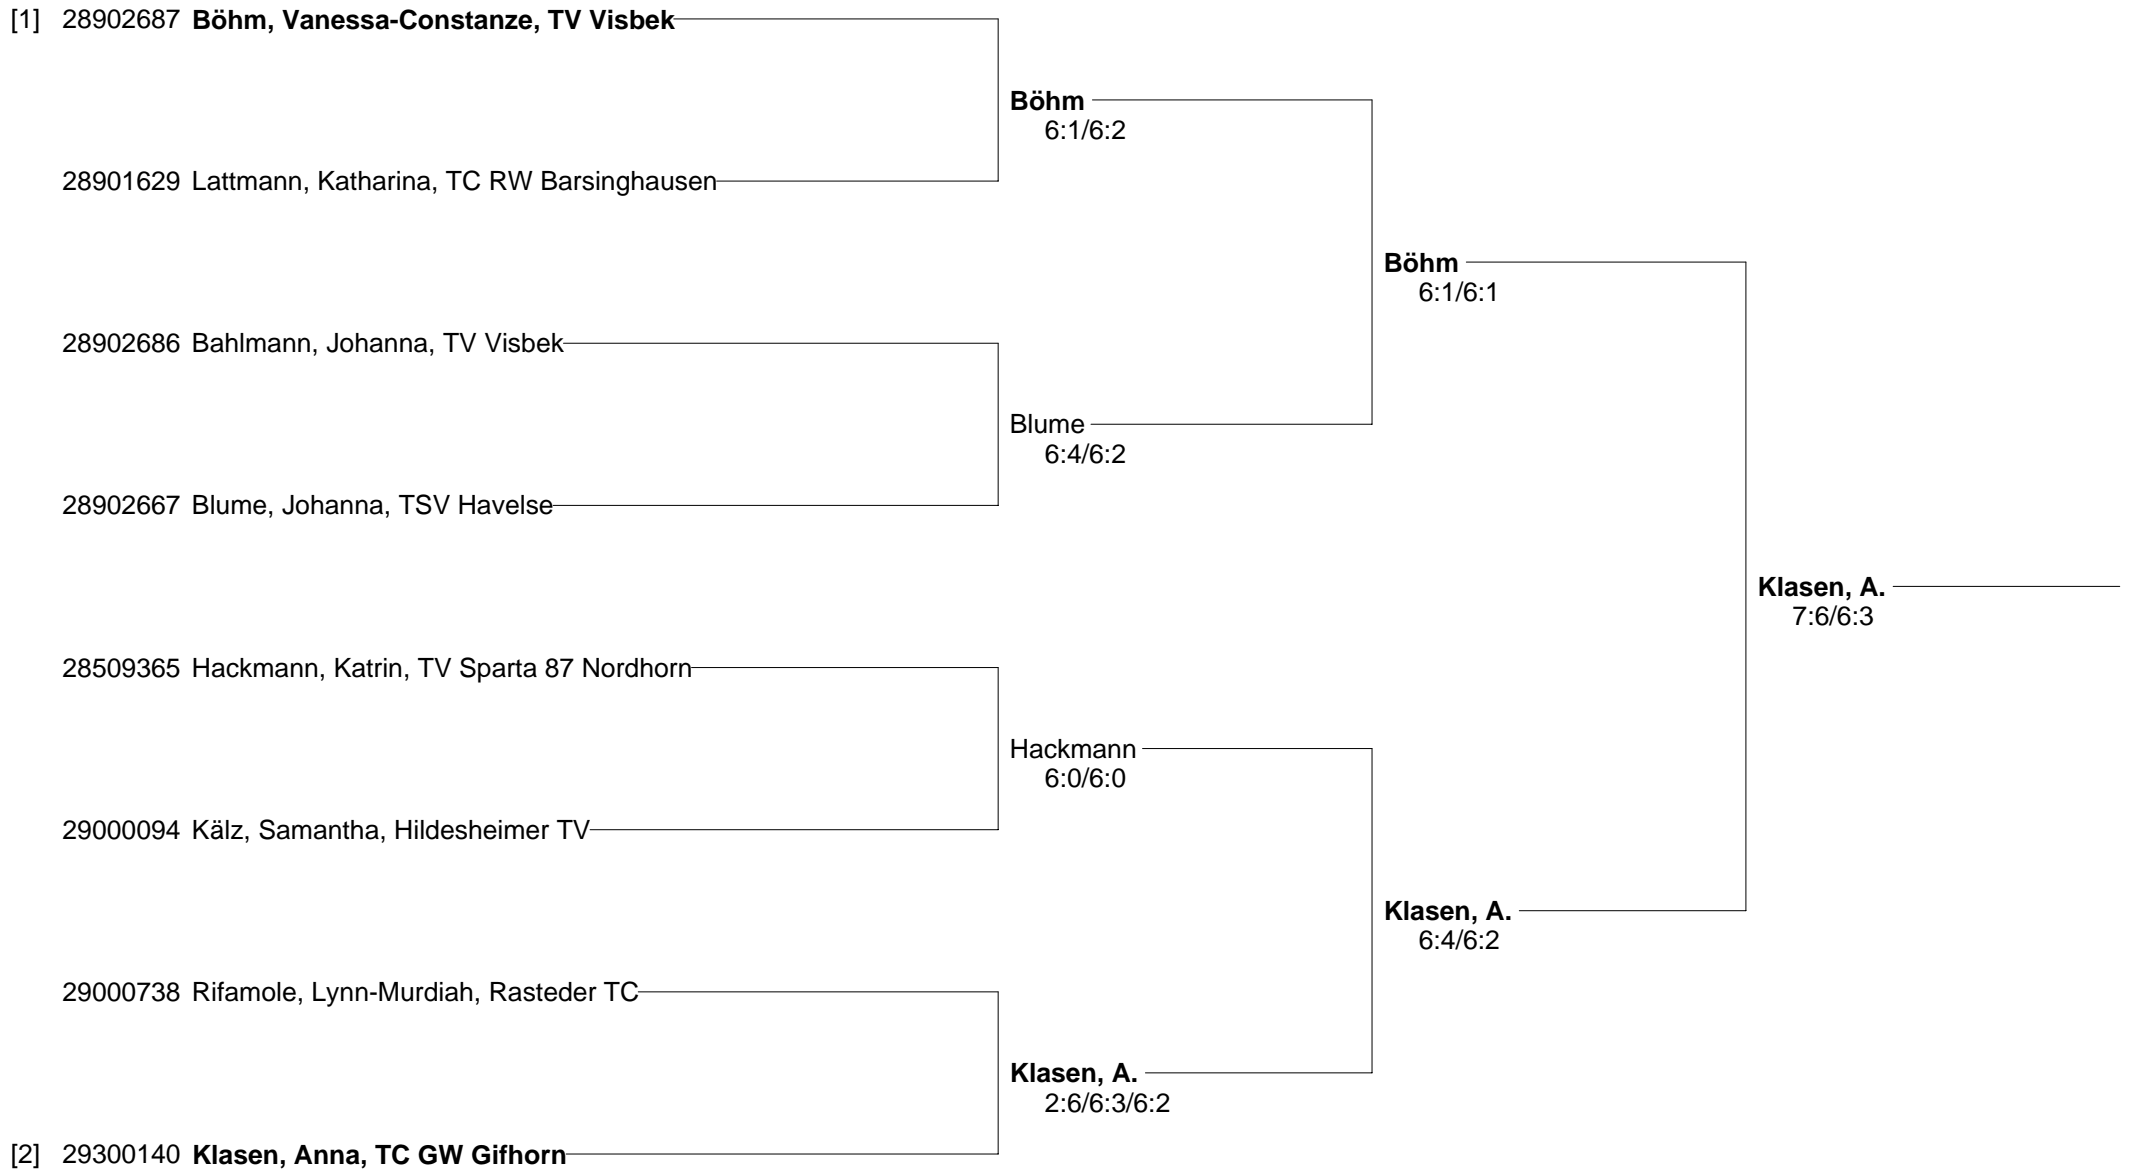 [1] 28902687 Böhm, Vanessa-Constanze, TV Visbek
Böhm
6:1/6:2
28901629 Lattmann, Katharina, TC RW Barsinghausen
Böhm
6:1/6:1
28902686 Bahlmann, Johanna, TV Visbek
Blume
6:4/6:2
28902667 Blume, Johanna, TSV Havelse
Klasen, A.
7:6/6:3
28509365 Hackmann, Katrin, TV Sparta 87 Nordhorn
Hackmann
6:0/6:0
29000094 Kälz, Samantha, Hildesheimer TV
Klasen, A.
6:4/6:2
29000738 Rifamole, Lynn-Murdiah, Rasteder TC
Klasen, A.
2:6/6:3/6:2
[2] 29300140 Klasen, Anna, TC GW Gifhorn